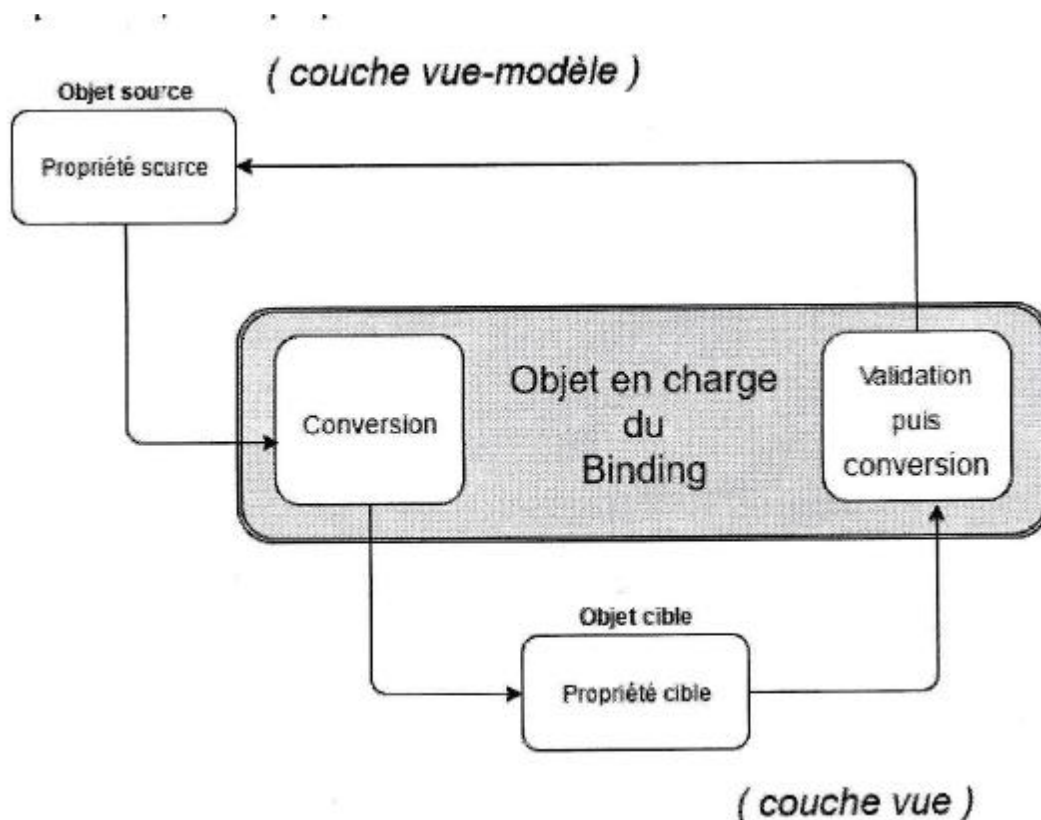 ( couche vue-modèle )
Objet source
Propriété scurce
Conversion
Objet en charge
du
Binding
Validation
puis
conversion
Objet cible
Propriété cible
( couche vue )